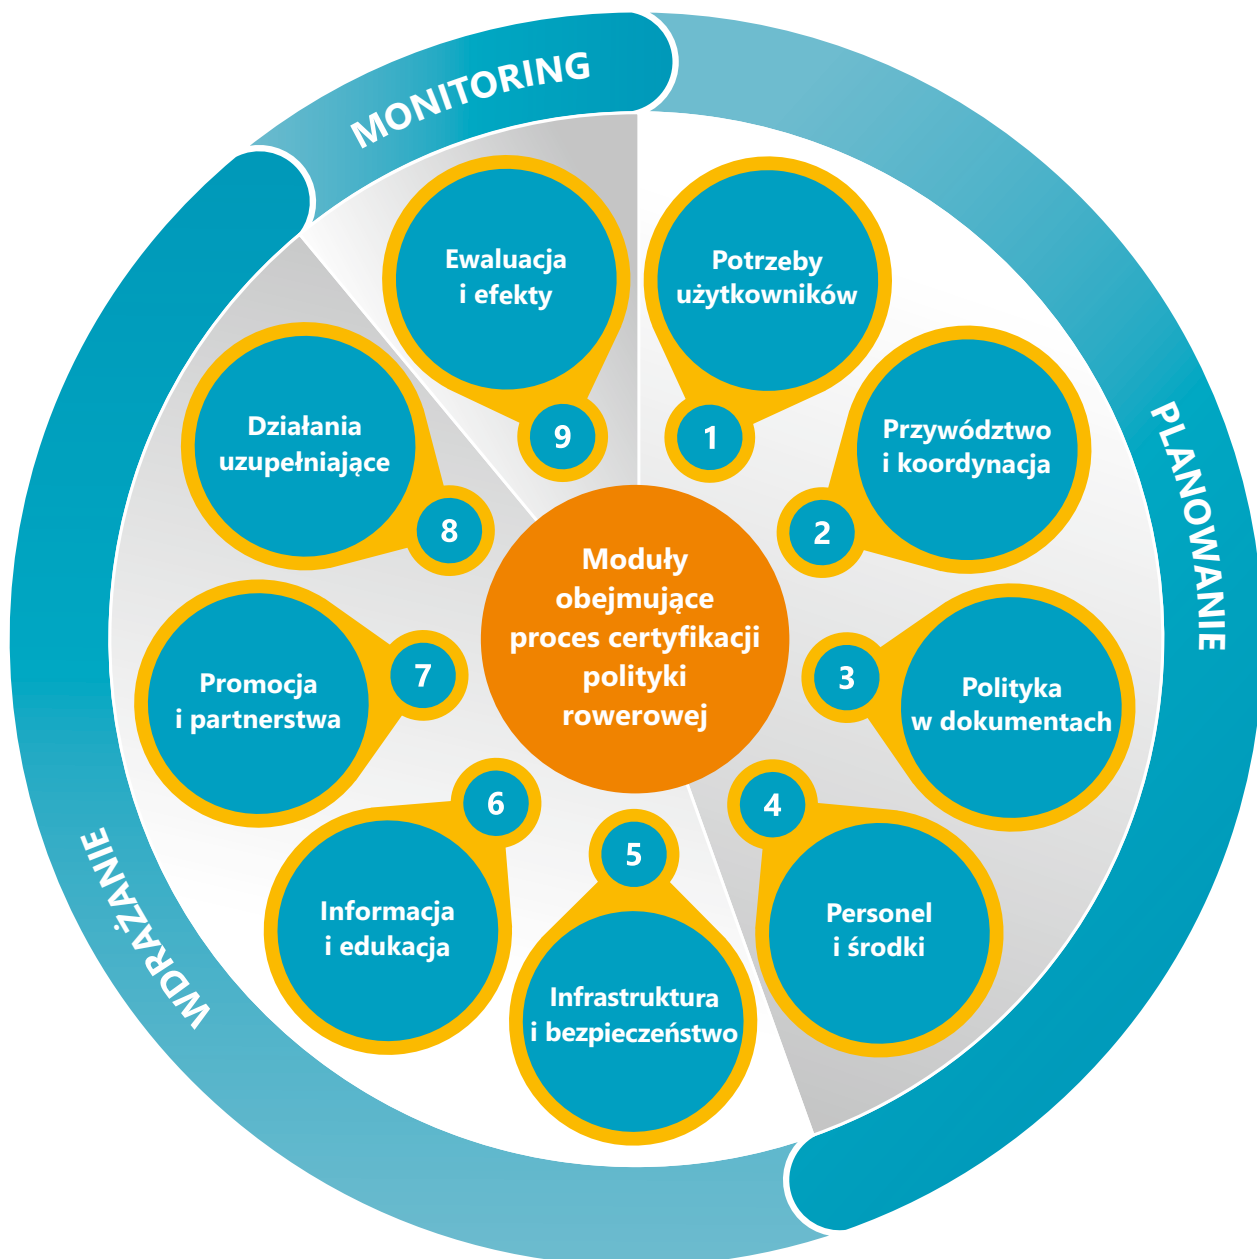 MONITORING
PLANOWANIE
WDRAŻANIE
Moduły
obejmujące
proces certyfikacji
polityki
rowerowej
1
Potrzeby
użytkowników
2
Przywództwo
i koordynacja
3
Polityka
w dokumentach
4
Personel
i środki
5
Infrastruktura
i bezpieczeństwo
6
Informacja
i edukacja
7
Promocja
i partnerstwa
8
Działania
uzupełniające
9
Ewaluacja
i efekty